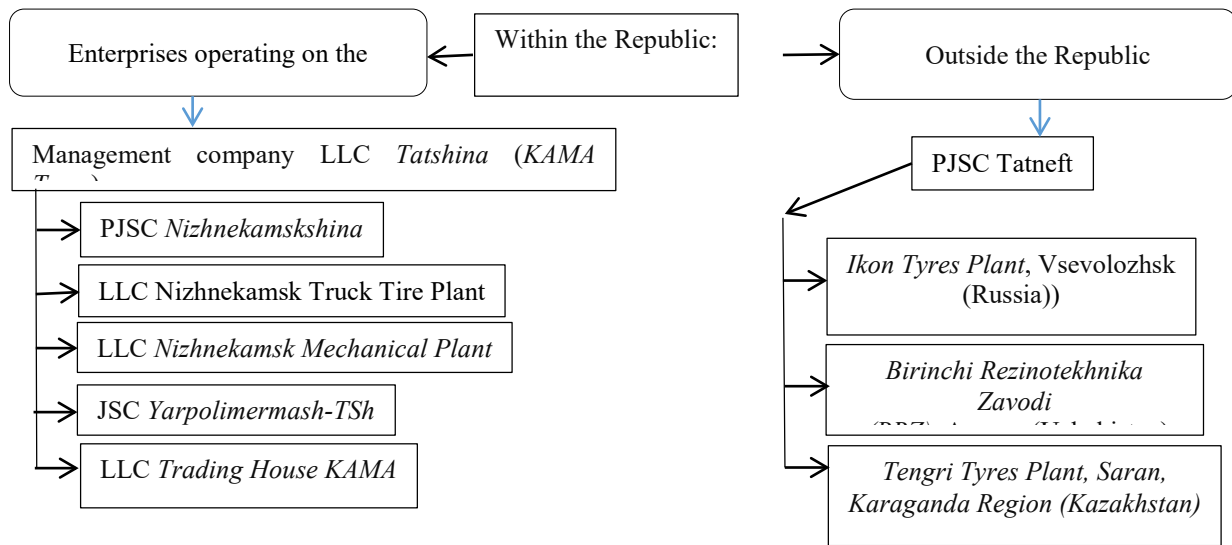 Enterprises operating on the
Within the Republic:
Outside the Republic
Management company LLC Tatshina (KAMA
PJSC Nizhnekamskshina
LLC Nizhnekamsk Truck Tire Plant
LLC Nizhnekamsk Mechanical Plant
JSC Yarpolimermash-TSh
LLC Trading House KAMA
PJSC Tatneft
Ikon Tyres Plant, Vsevolozhsk
(Russia))
Birinchi Rezinotekhnika
Zavodi
Tengri Tyres Plant, Saran,
Karaganda Region (Kazakhstan)